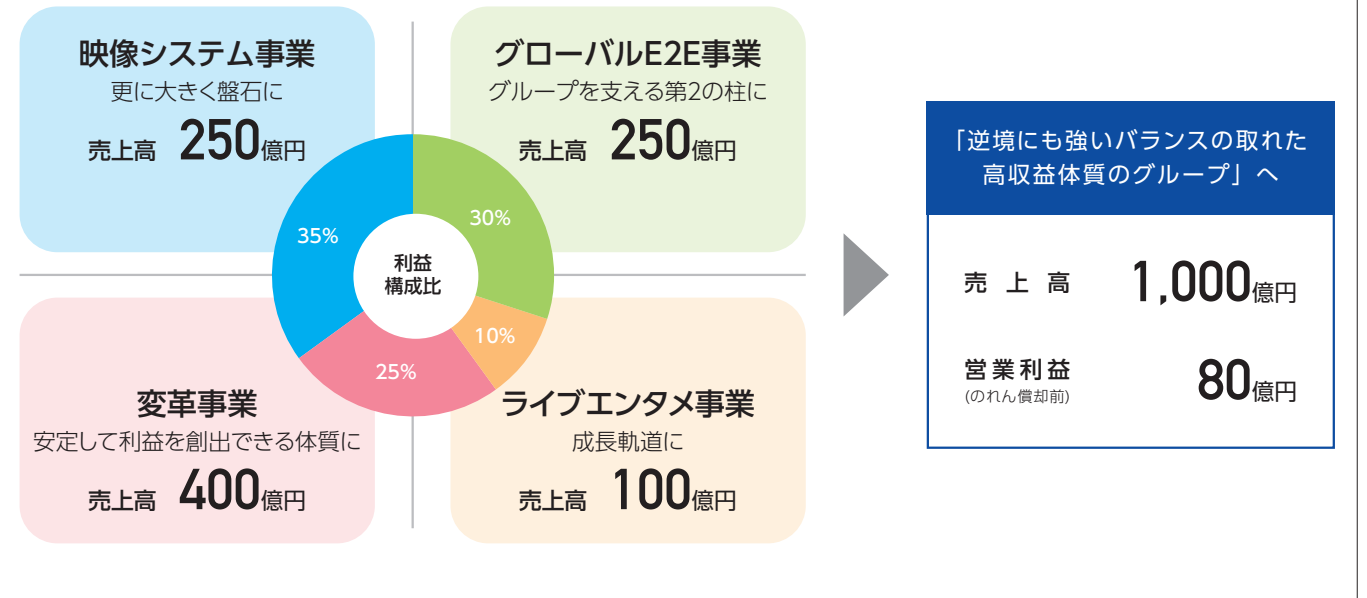 映像システム事業
更に大きく盤石に
売上高 250億円
グローバルE2E事業
グループを支える第2の柱に
売上高 250億円
35%
30%
利益
構成比
10%
25%
変革事業
安定して利益を創出できる体質に
売上高 400億円
ライブエンタメ事業
成長軌道に
売上高 100億円
「逆境にも強いバランスの取れた
高収益体質のグループ」へ
売上高 1,000億円
営業利益 80億円
(のれん償却前)